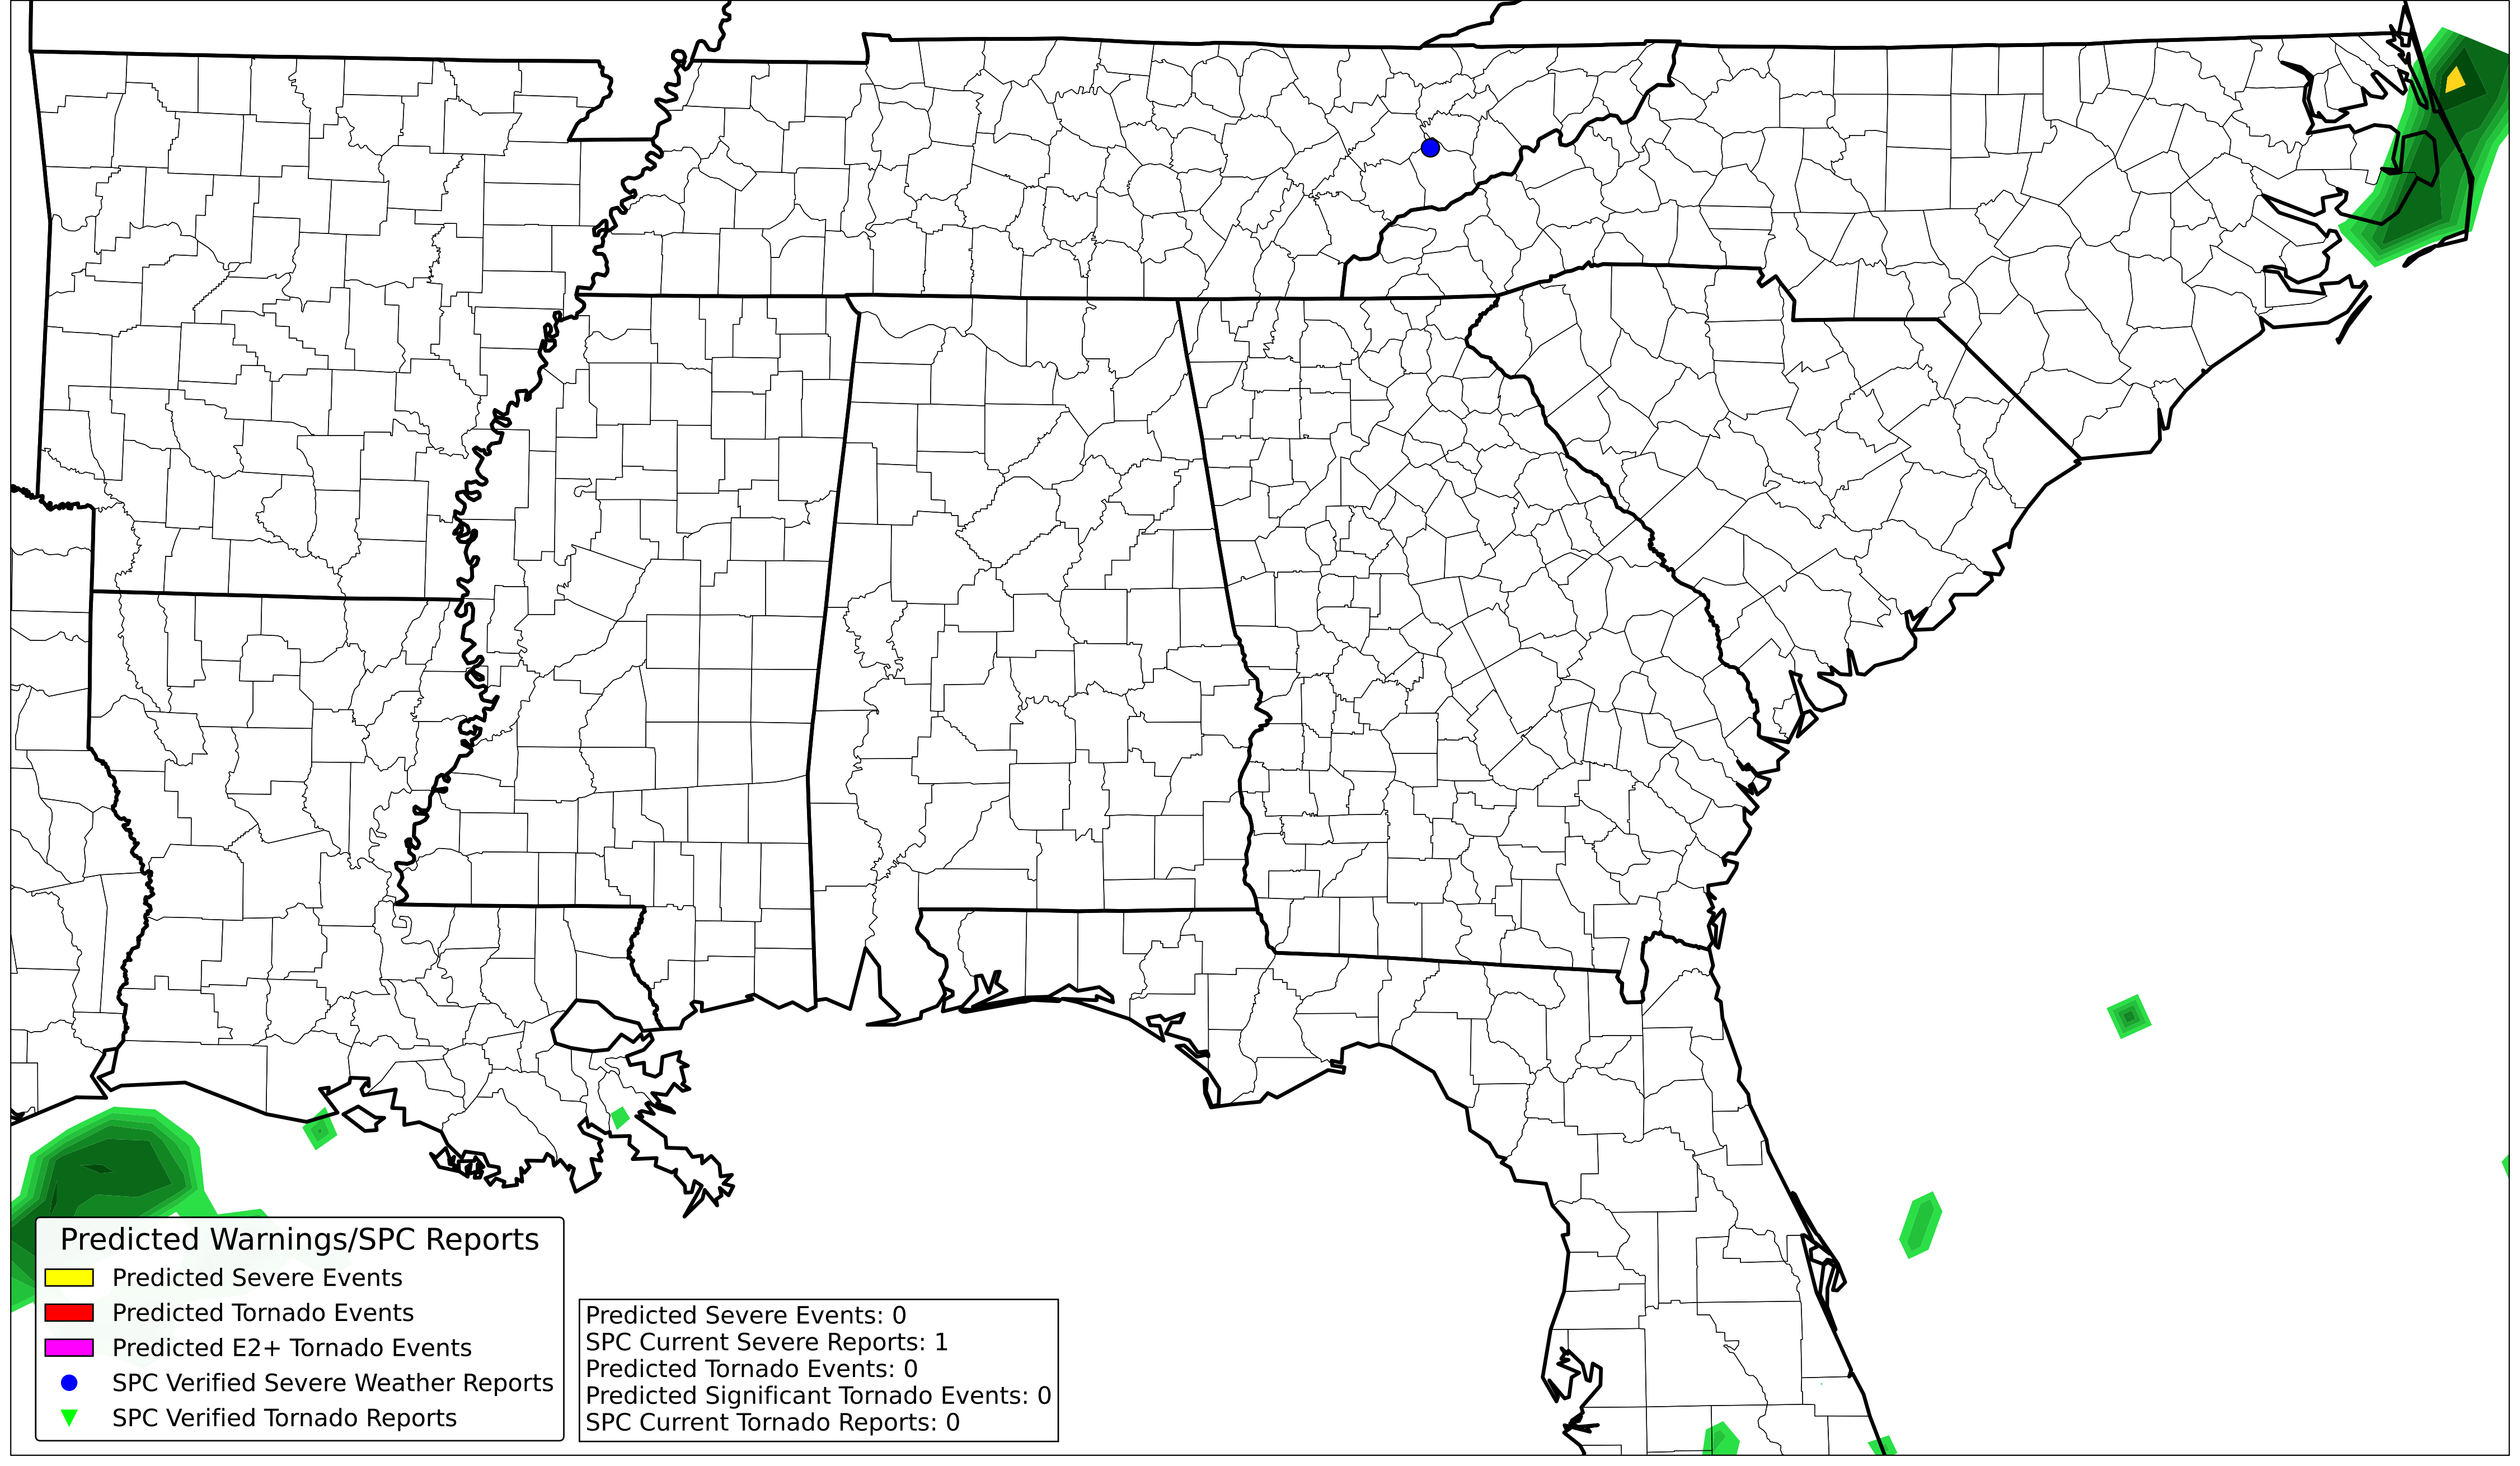 Predicted Warnings/SPC Reports
Predicted Severe Events
Predicted Tornado Events
Predicted E2+ Tornado Events
SPC Verified Severe Weather Reports
SPC Verified Tornado Reports
Predicted Severe Events: 0
SPC Current Severe Reports: 1
Predicted Tornado Events: 0
Predicted Significant Tornado Events: 0
SPC Current Tornado Reports: 0